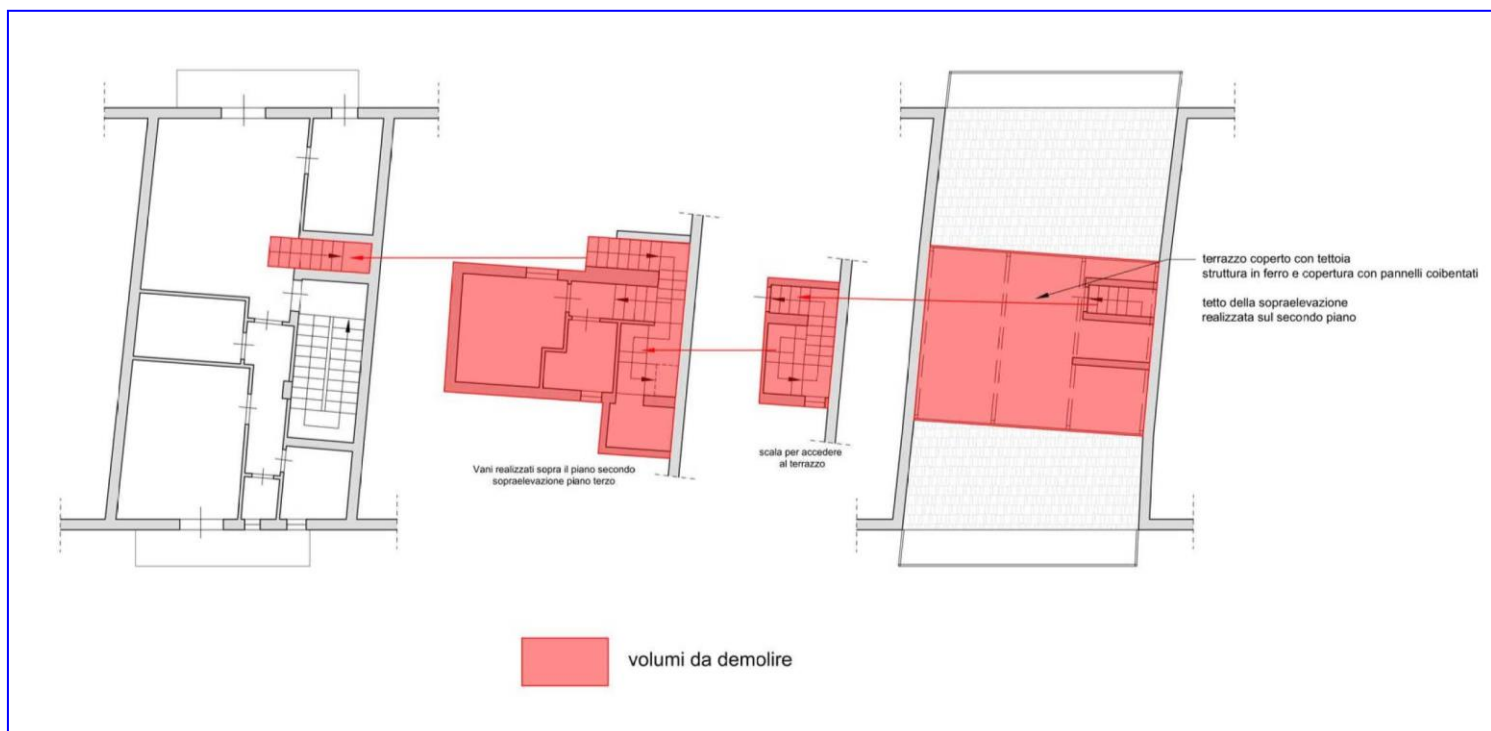 terrazzo coperto con tettoia
struttura in ferro e copertura con pannelli coibentati
tetto della sopraelevazione
realizzata sul secondo piano
Vani realizzati sopra il piano secondo
sopraelevazione piano terzo
scala per accedere
al terrazzo
volumi da demolire